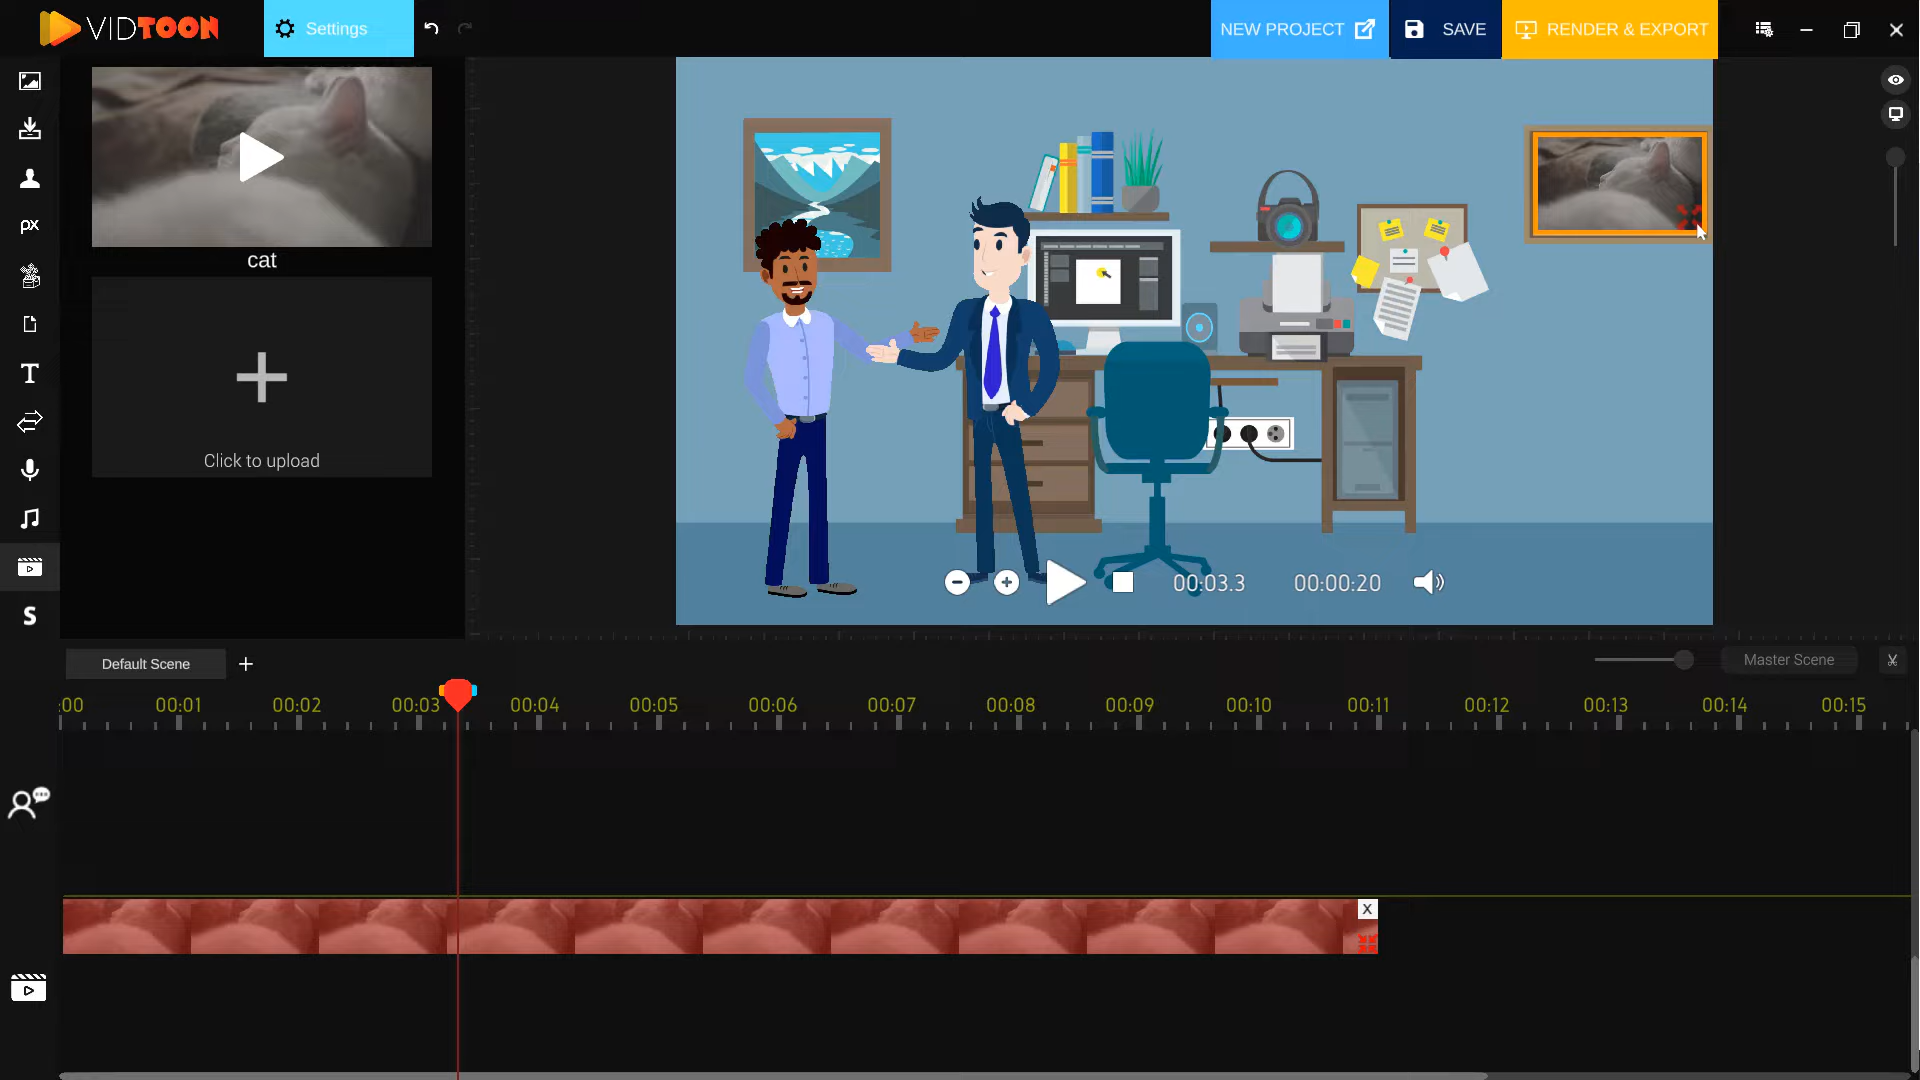 VIDTOON
Settings
NEW PROJECT
SAVE
RENDER & EXPORT
px
cat
T
Click to upload
S
00:03.3
00:00:20
Default Scene
+
Master Scene
:00 00:01 00:02 00:03 00:04 00:05 00:06 00:07 00:08 00:09 00:10 00:11 00:12 00:13 00:14 00:15
X